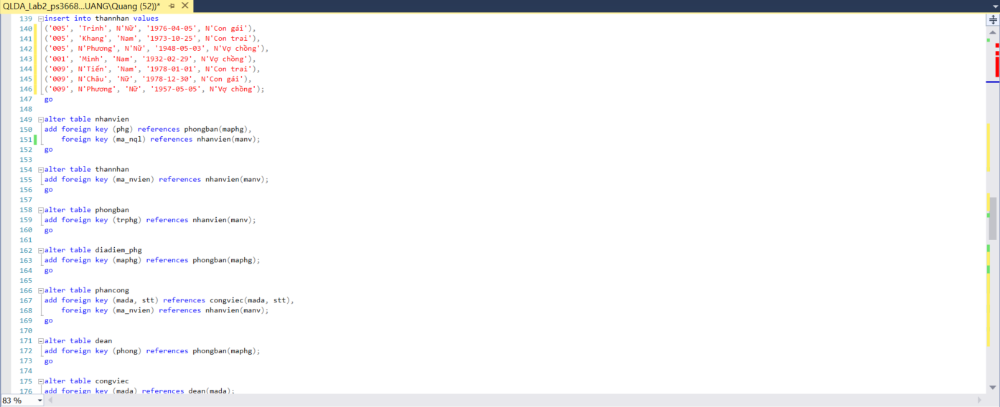 QLDA_Lab2_ps3668...UANG\Quang (52))*
139 insert into thannhan values
140 ('005', 'Trinh', N'Nữ', '1976-04-05', N'Con gái'),
141 ('005', 'Khang', 'Nam', '1973-10-25', N'Con trai'),
142 ('005', N'Phương', N'Nữ', '1948-05-03', N'Vợ chồng'),
143 ('001', 'Minh', 'Nam', '1932-02-29', N'Vợ chồng'),
144 ('009', N'Tiến', 'Nam', '1978-01-01', N'Con trai'),
145 ('009', N'Châu', 'Nữ', '1978-12-30', N'Con gái'),
146 ('009', N'Phương', 'Nữ', '1957-05-05', N'Vợ chồng');
147 go
148
149 alter table nhanvien
150 add foreign key (phg) references phongban(maphg),
151 foreign key (ma_nql) references nhanvien(manv);
152 go
153
154 alter table thannhan
155 add foreign key (ma_nvien) references nhanvien(manv);
156 go
157
158 alter table phongban
159 add foreign key (trphg) references nhanvien(manv);
160 go
161
162 alter table diadiem_phg
163 add foreign key (maphg) references phongban(maphg);
164 go
165
166 alter table phancong
167 add foreign key (mada, stt) references congviec(mada, stt),
168 foreign key (ma_nvien) references nhanvien(manv);
169 go
170
171 alter table dean
172 add foreign key (phong) references phongban(maphg);
173 go
174
175 alter table congviec
176 add foreign key (mada) references dean(mada);
83 %